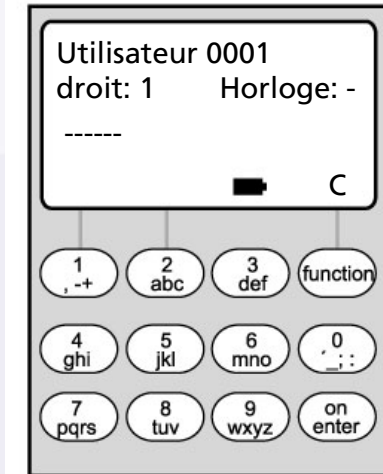 Utilisateur 0001
droit: 1 Horloge: -
------
C
1 2 3 function
, -+ abc def
4 5 6 0
ghi jkl mno ´_; :
7 8 9 on
pqrs tuv wxyz enter